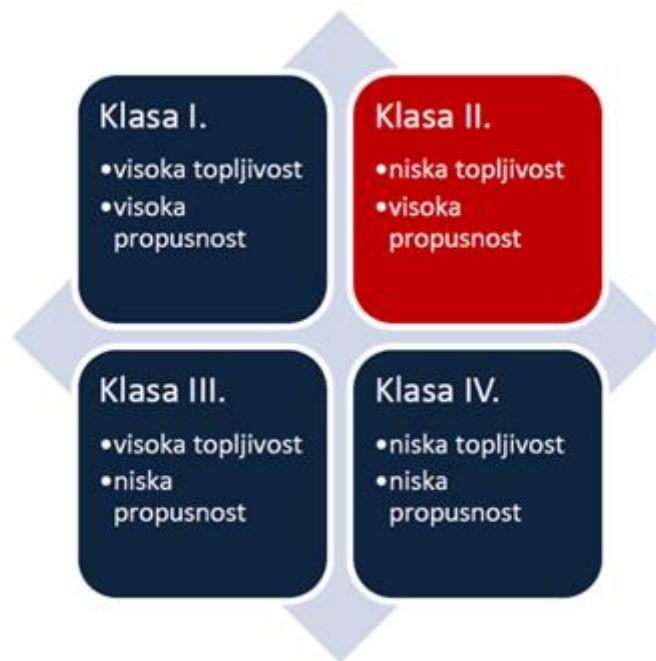 Klasa I.
•visoka topljivost
•visoka
propusnost
Klasa II.
•niska topljivost
•visoka
propusnost
Klasa III.
•visoka topljivost
•niska
propusnost
Klasa IV.
•niska topljivost
•niska
propusnost